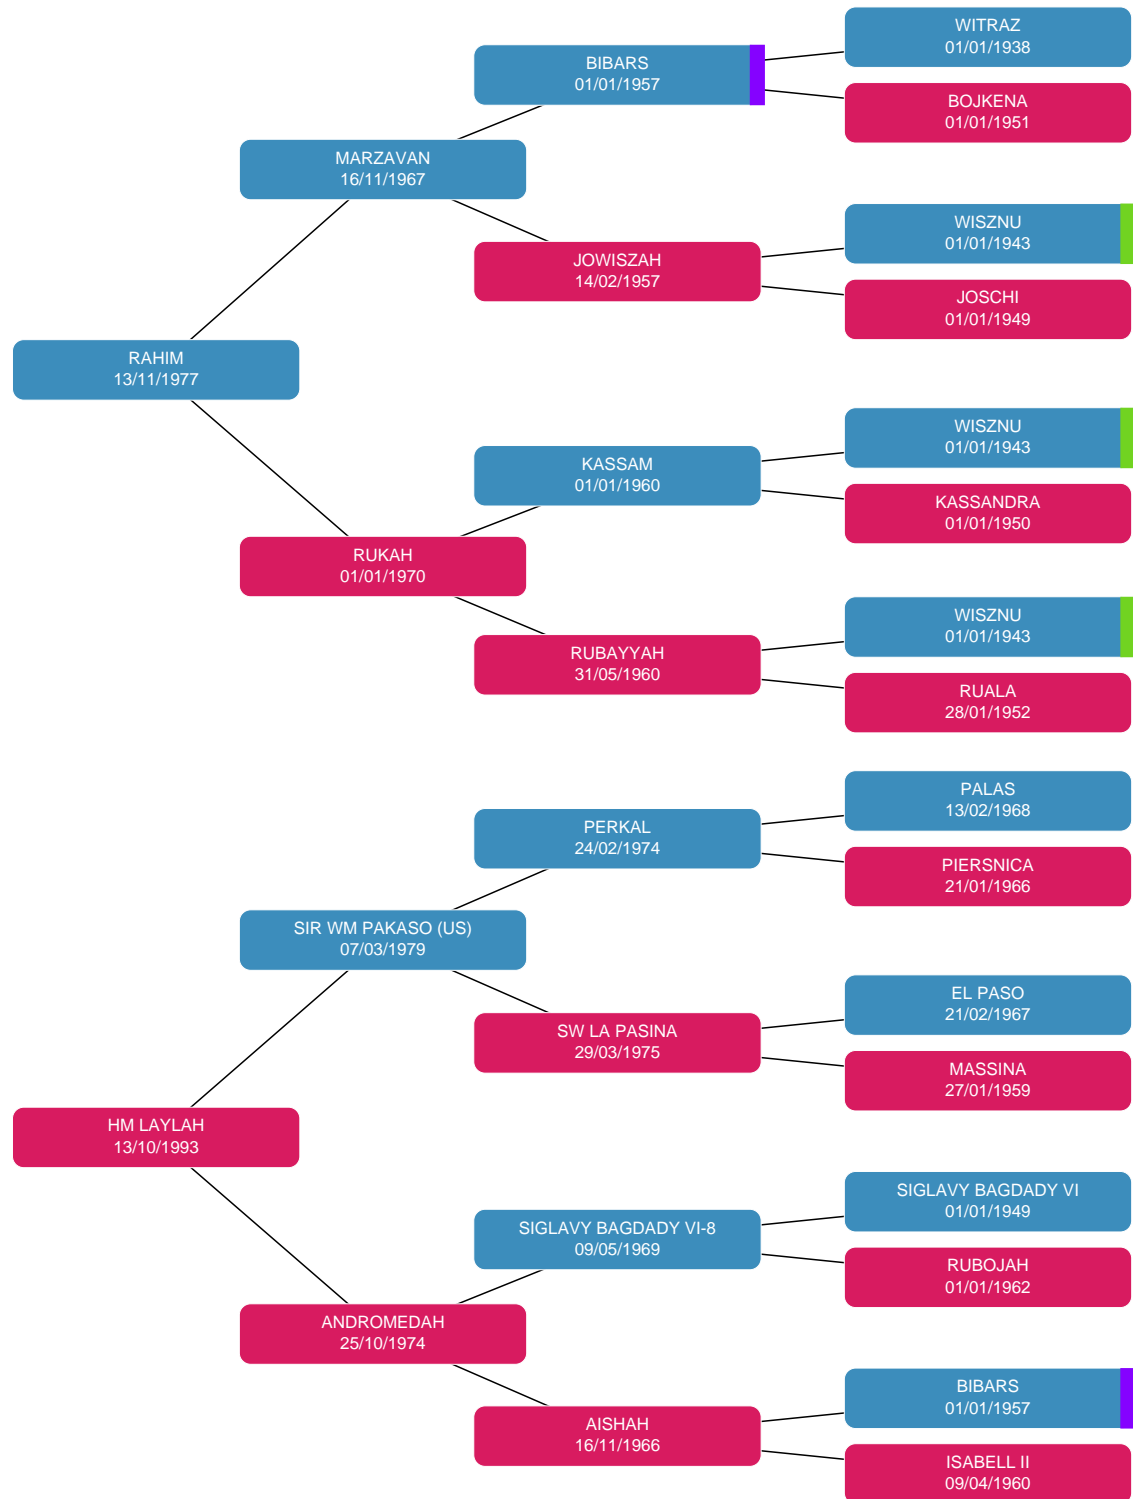 WITRAZ
01/01/1938
BIBARS
01/01/1957
BOJKENA
01/01/1951
MARZAVAN
16/11/1967
WISZNU
01/01/1943
JOWISZAH
14/02/1957
JOSCHI
01/01/1949
RAHIM
13/11/1977
WISZNU
01/01/1943
KASSAM
01/01/1960
KASSANDRA
01/01/1950
RUKAH
01/01/1970
WISZNU
01/01/1943
RUBAYYAH
31/05/1960
RUALA
28/01/1952
PALAS
13/02/1968
PERKAL
24/02/1974
PIERSNICA
21/01/1966
SIR WM PAKASO (US)
07/03/1979
EL PASO
21/02/1967
SW LA PASINA
29/03/1975
MASSINA
27/01/1959
HM LAYLAH
13/10/1993
SIGLAVY BAGDADY VI
01/01/1949
SIGLAVY BAGDADY VI-8
09/05/1969
RUBOJAH
01/01/1962
ANDROMEDAH
25/10/1974
BIBARS
01/01/1957
AISHAH
16/11/1966
ISABELL II
09/04/1960